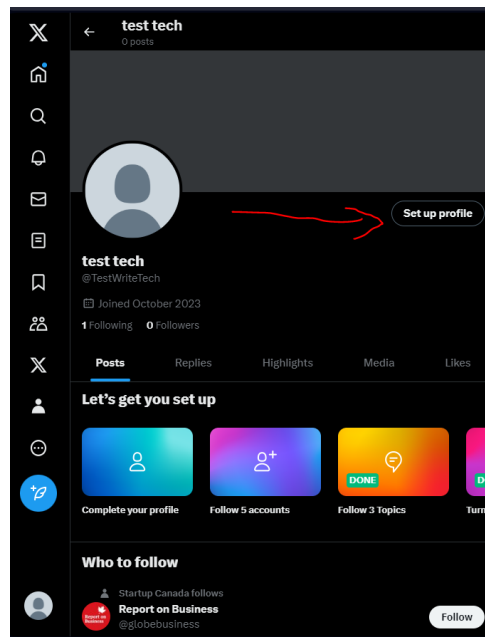 test tech
0 posts
Set up profile
test tech
@TestWriteTech
Joined October 2023
1 Following 0 Followers
Posts Replies Highlights Media Likes
Let's get you set up
DONE
Complete your profile Follow 5 accounts Follow 3 Topics Turn
Who to follow
Startup Canada follows
Report on Business
@globebusiness
Follow